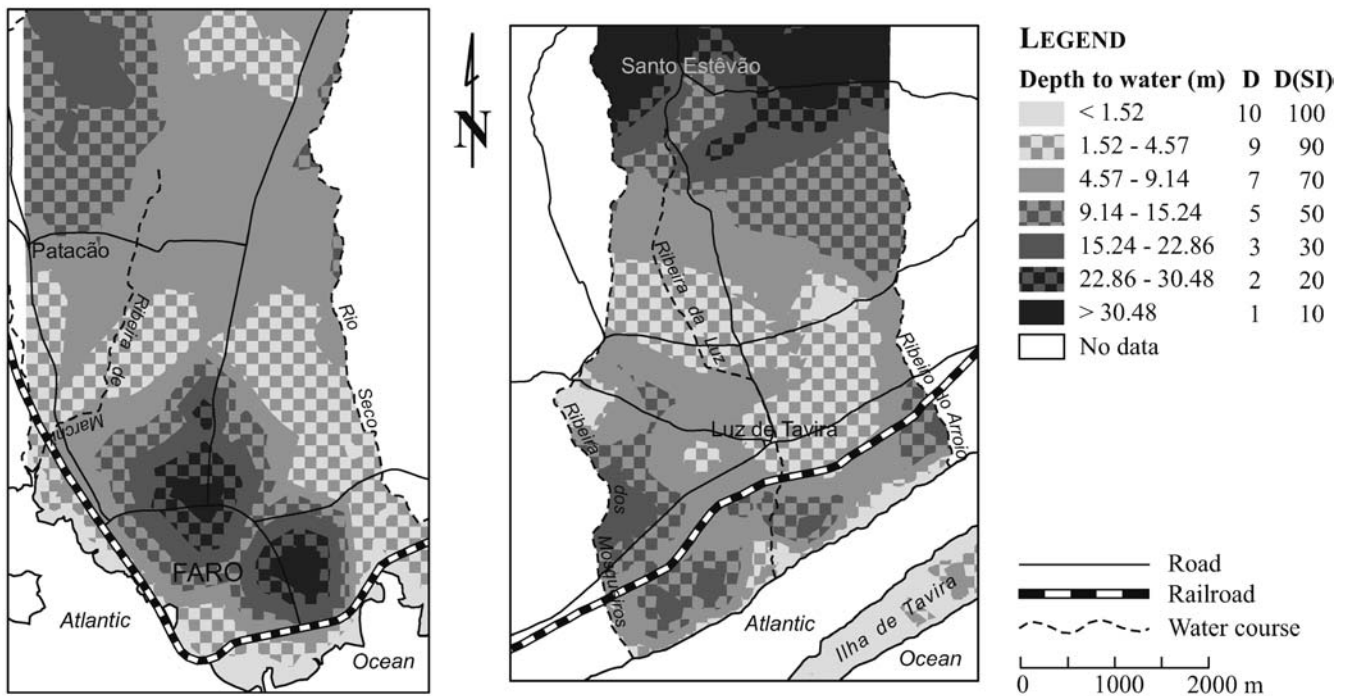 Patacão
Ribeira de
Marchil
Rio
Seco
FARO
Atlantic
Ocean
N
Santo Estêvão
Ribeira da Luz
Ribeiro do Arroio
Luz de Tavira
Ribeira dos Mosqueiros
Atlantic
Ilha de Tavira
Ocean
LEGEND
Depth to water (m) D D(SI)
< 1.52 10 100
1.52 - 4.57 9 90
4.57 - 9.14 7 70
9.14 - 15.24 5 50
15.24 - 22.86 3 30
22.86 - 30.48 2 20
> 30.48 1 10
No data
Road
Railroad
Water course
0 1000 2000 m